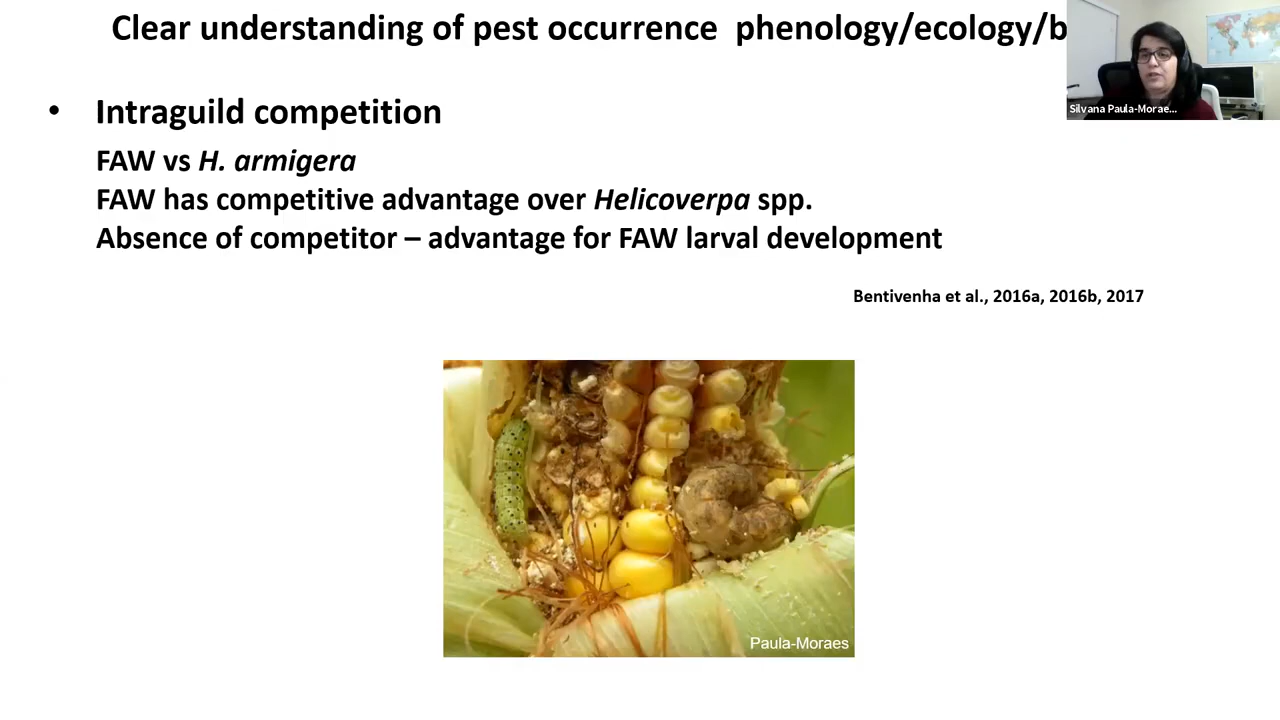 Clear understanding of pest occurrence phenology/ecology/b
Silvana Paula-Morae...
• Intraguild competition
FAW vs H. armigera
FAW has competitive advantage over Helicoverpa spp.
Absence of competitor – advantage for FAW larval development
Bentivenha et al., 2016a, 2016b, 2017
Paula-Moraes